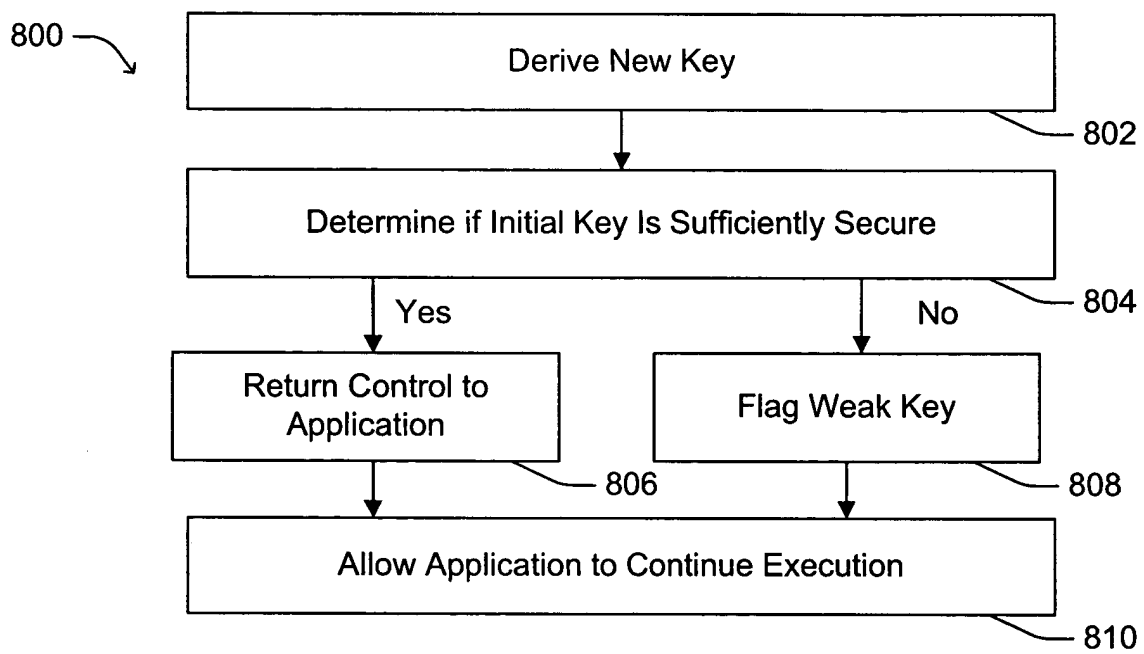 800
Derive New Key
802
Determine if Initial Key Is Sufficiently Secure
804
Yes
No
Return Control to
Application
806
Flag Weak Key
808
Allow Application to Continue Execution
810